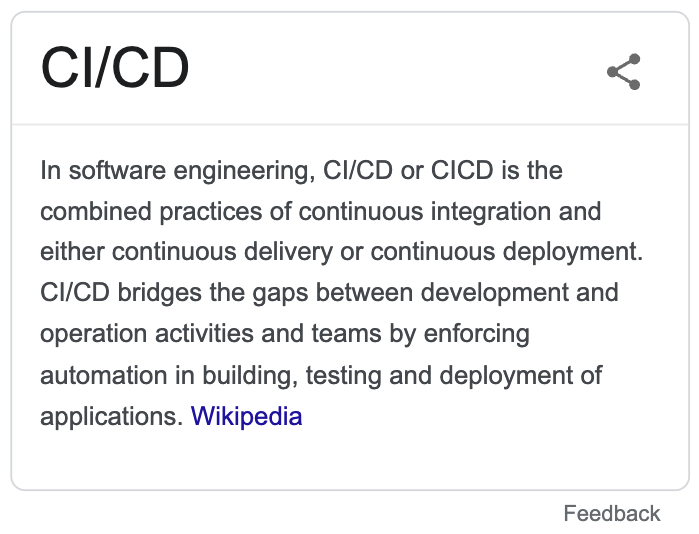 CI/CD
In software engineering, CI/CD or CICD is the
combined practices of continuous integration and
either continuous delivery or continuous deployment.
CI/CD bridges the gaps between development and
operation activities and teams by enforcing
automation in building, testing and deployment of
applications. Wikipedia
Feedback